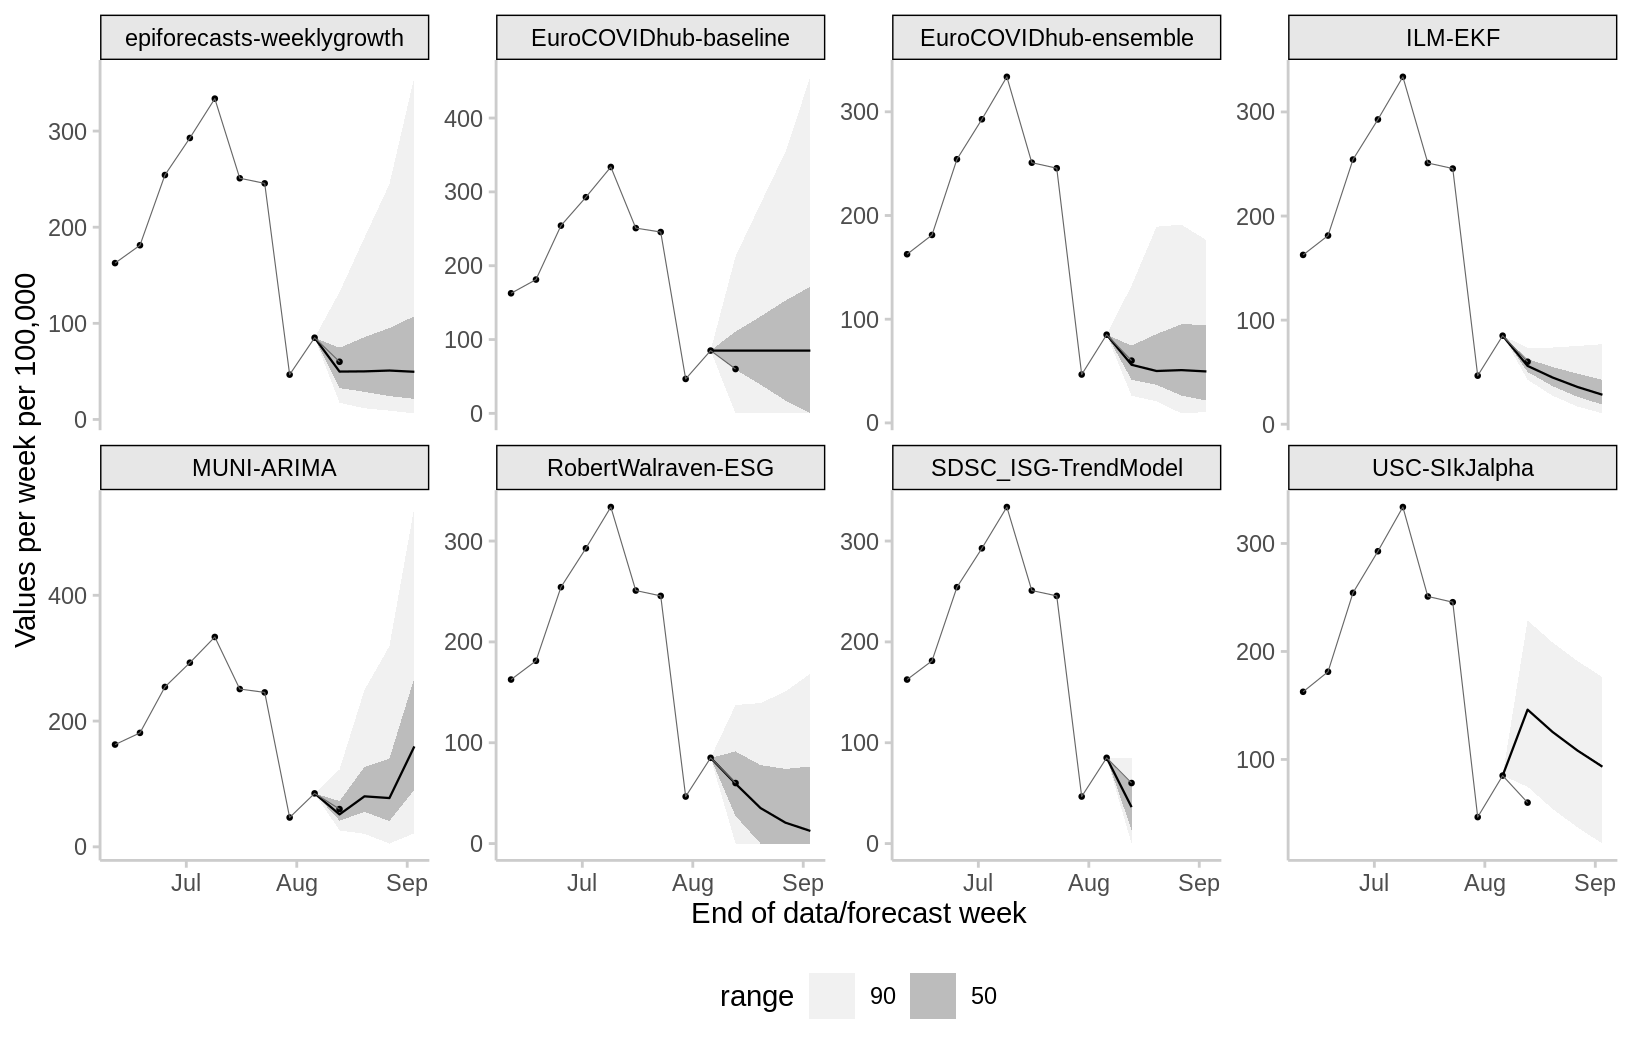 epiforecasts-weeklygrowth EuroCOVIDhub-baseline EuroCOVIDhub-ensemble ILM-EKF
300 200 100 0
400 300 200 100 0
300 200 100 0
300 200 100 0
Values per week per 100,000
MUNI-ARIMA RobertWalraven-ESG SDSC_ISG-TrendModel USC-SIkJalpha
400 200 0
300 200 100 0
300 200 100 0
300 200 100
Jul Aug Sep Jul Aug Sep Jul Aug Sep Jul Aug Sep
End of data/forecast week
range 90 50